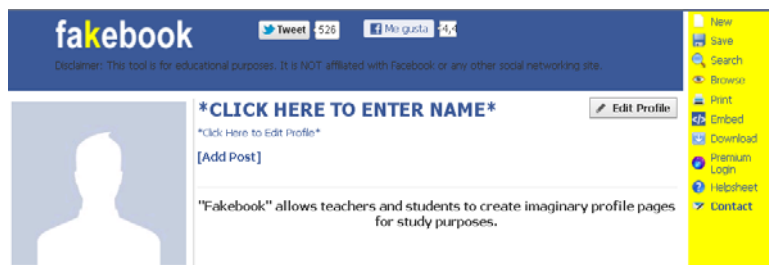 fakebook
Tweet 526
Me gusta 4,4
Disclaimer: This tool is for educational purposes. It is NOT affiliated with Facebook or any other social networking site.
*CLICK HERE TO ENTER NAME*
Edit Profile
*Click Here to Edit Profile*
[Add Post]
"Fakebook" allows teachers and students to create imaginary profile pages
for study purposes.
New
Save
Search
Browse
Print
Embed
Download
Premium
Login
Helpsheet
Contact